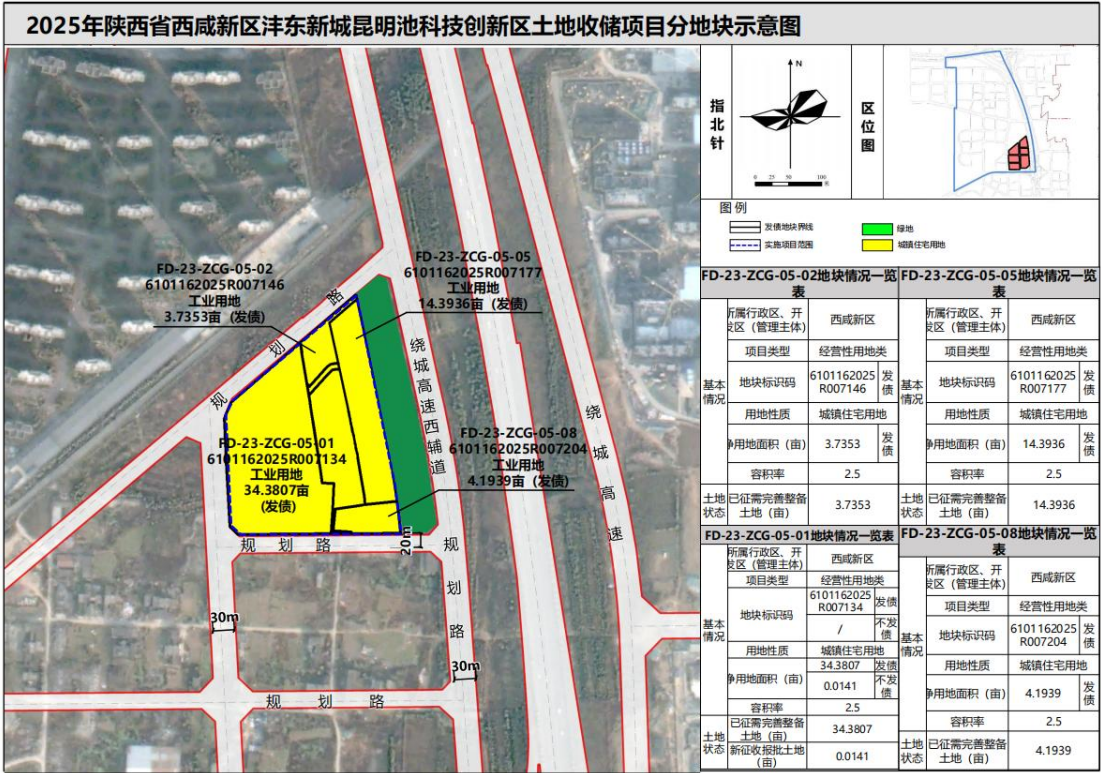 2025年陕西省西咸新区沣东新城昆明池科技创新区土地收储项目分地块示意图
FD-23-ZCG-05-02
6101162025R007146
工业用地
3.7353亩（发债）
FD-23-ZCG-05-05
6101162025R007177
工业用地
14.3936亩（发债）
FD-23-ZCG-05-01
6101162025R007134
工业用地
34.3807亩
(发债)
FD-23-ZCG-05-08
6101162025R007204
工业用地
4.1939亩（发债）
规划路
绕城高速西辅道
绕城高速
规划路
20m
规划路
30m
30m
规划路
指北针
N
0 25 50 100
区位图
图例
发债地块界线
绿地
实施项目范围
城镇住宅用地
FD-23-ZCG-05-02地块情况一览表
基本情况
所属行政区、开发区（管理主体） 西咸新区
项目类型 经营性用地类
地块标识码 6101162025R007146 发债
用地性质 城镇住宅用地
净用地面积（亩） 3.7353 发债
容积率 2.5
土地状态 已征需完善整备土地（亩） 3.7353
FD-23-ZCG-05-05地块情况一览表
基本情况
所属行政区、开发区（管理主体） 西咸新区
项目类型 经营性用地类
地块标识码 6101162025R007177 发债
用地性质 城镇住宅用地
净用地面积（亩） 14.3936 发债
容积率 2.5
土地状态 已征需完善整备土地（亩） 14.3936
FD-23-ZCG-05-01地块情况一览表
基本情况
所属行政区、开发区（管理主体） 西咸新区
项目类型 经营性用地类
地块标识码 6101162025R007134 发债
/ 不发债
用地性质 城镇住宅用地
净用地面积（亩） 34.3807 发债
0.0141 不发债
容积率 2.5
土地状态 已征需完善整备土地（亩） 34.3807
新征收报批土地（亩） 0.0141
FD-23-ZCG-05-08地块情况一览表
基本情况
所属行政区、开发区（管理主体） 西咸新区
项目类型 经营性用地类
地块标识码 6101162025R007204 发债
用地性质 城镇住宅用地
净用地面积（亩） 4.1939 发债
容积率 2.5
土地状态 已征需完善整备土地（亩） 4.1939